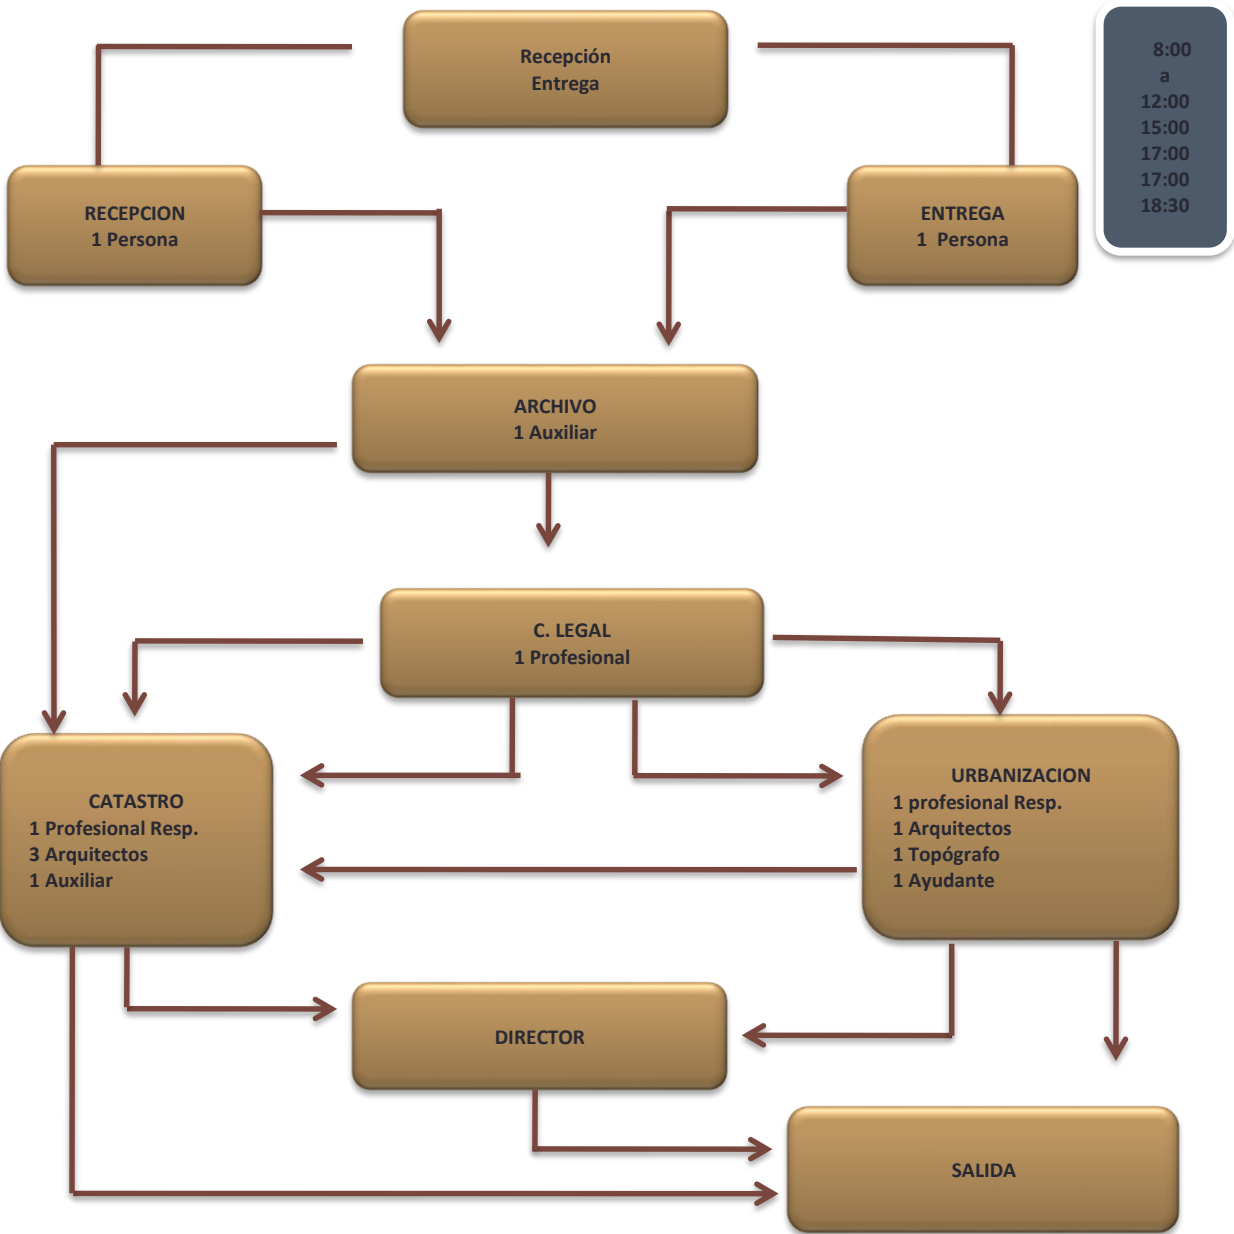 Recepción
Entrega
8:00
a
12:00
15:00
17:00
17:00
18:30
RECEPCION
1 Persona
ENTREGA
1 Persona
ARCHIVO
1 Auxiliar
C. LEGAL
1 Profesional
CATASTRO
1 Profesional Resp.
3 Arquitectos
1 Auxiliar
URBANIZACION
1 profesional Resp.
1 Arquitectos
1 Topógrafo
1 Ayudante
DIRECTOR
SALIDA